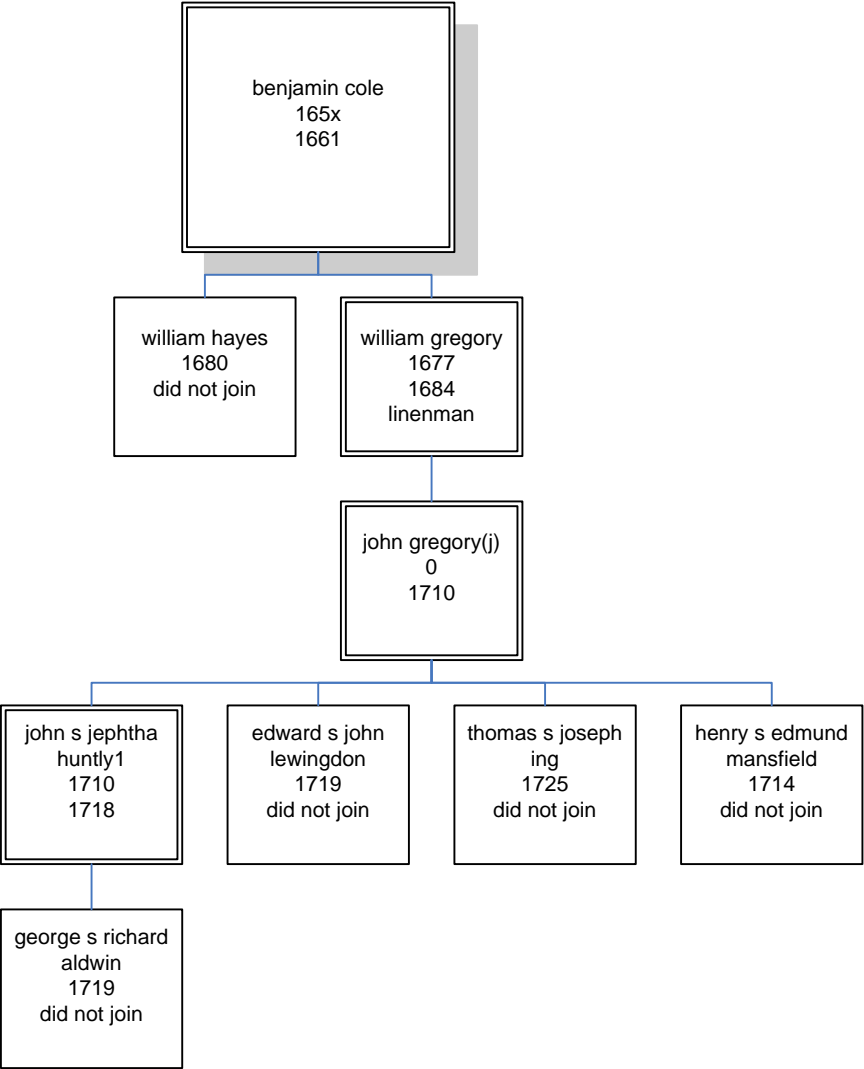 benjamin cole
165x
1661
william hayes
1680
did not join
william gregory
1677
1684
linenman
john gregory(j)
0
1710
john s jephtha
huntly1
1710
1718
edward s john
lewingdon
1719
did not join
thomas s joseph
ing
1725
did not join
henry s edmund
mansfield
1714
did not join
george s richard
aldwin
1719
did not join